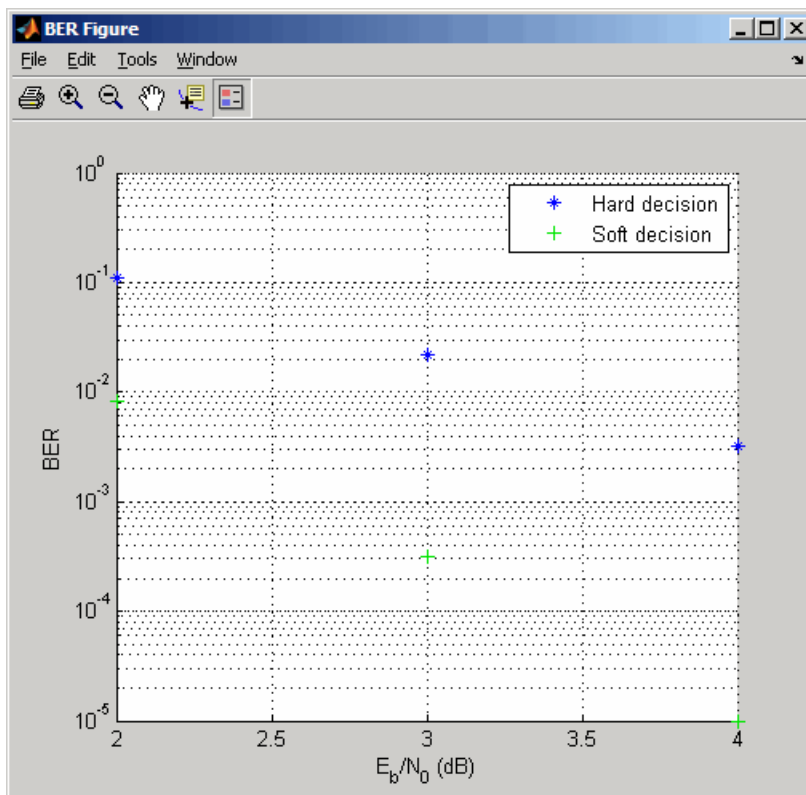 BER Figure
File Edit Tools Window
10^0
Hard decision
Soft decision
10^-1
10^-2
BER
10^-3
10^-4
10^-5
2 2.5 3 3.5 4
E_b/N_0 (dB)